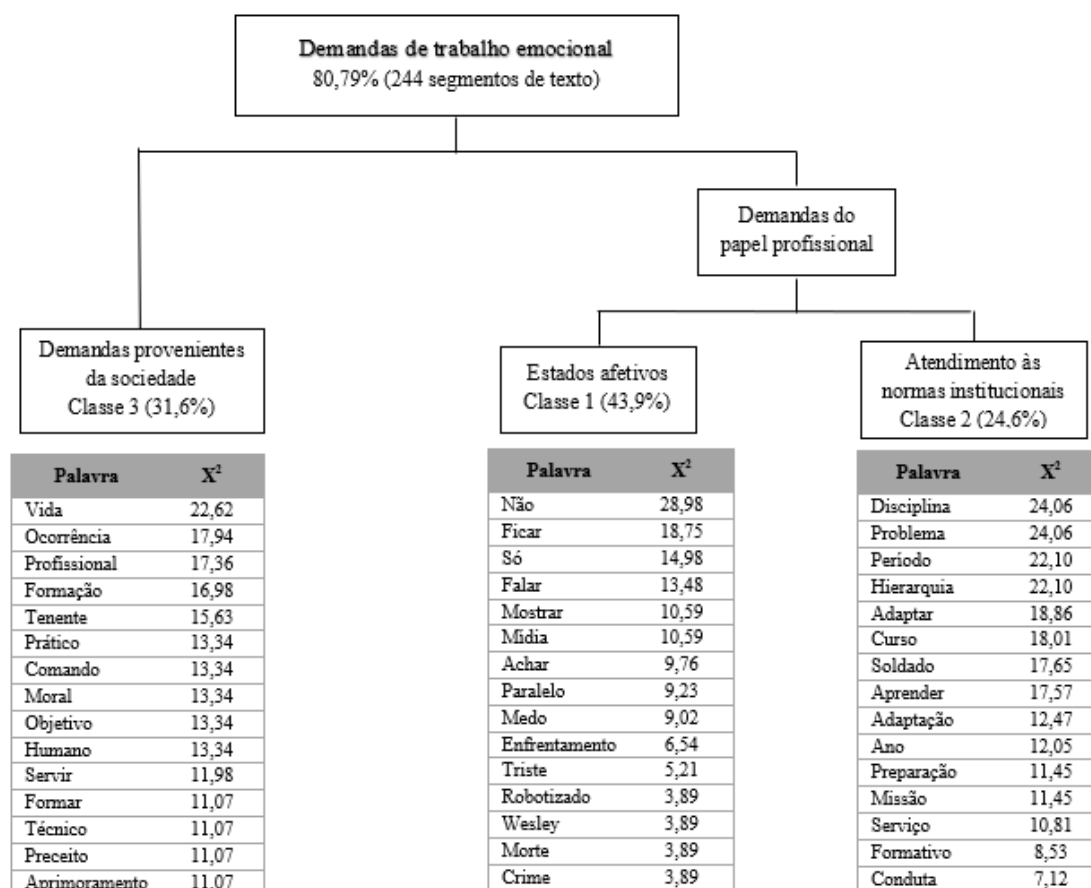 Demandas de trabalho emocional
80,79% (244 segmentos de texto)
Demandas do
papel profissional
Demandas provenientes
da sociedade
Classe 3 (31,6%)
Estados afetivos
Classe 1 (43,9%)
Atendimento às
normas institucionais
Classe 2 (24,6%)
Palavra X²
Vida 22,62
Ocorrência 17,94
Profissional 17,36
Formação 16,98
Tenente 15,63
Prático 13,34
Comando 13,34
Moral 13,34
Objetivo 13,34
Humano 13,34
Servir 11,98
Formar 11,07
Técnico 11,07
Preceito 11,07
Aprimoramento 11,07
Palavra X²
Não 28,98
Ficar 18,75
Só 14,98
Falar 13,48
Mostrar 10,59
Mídia 10,59
Achar 9,76
Paralelo 9,23
Medo 9,02
Enfrentamento 6,54
Triste 5,21
Robotizado 3,89
Wesley 3,89
Morte 3,89
Crime 3,89
Palavra X²
Disciplina 24,06
Problema 24,06
Período 22,10
Hierarquia 22,10
Adaptar 18,86
Curso 18,01
Soldado 17,65
Aprender 17,57
Adaptação 12,47
Ano 12,05
Preparação 11,45
Missão 11,45
Serviço 10,81
Formativo 8,53
Conduta 7,12